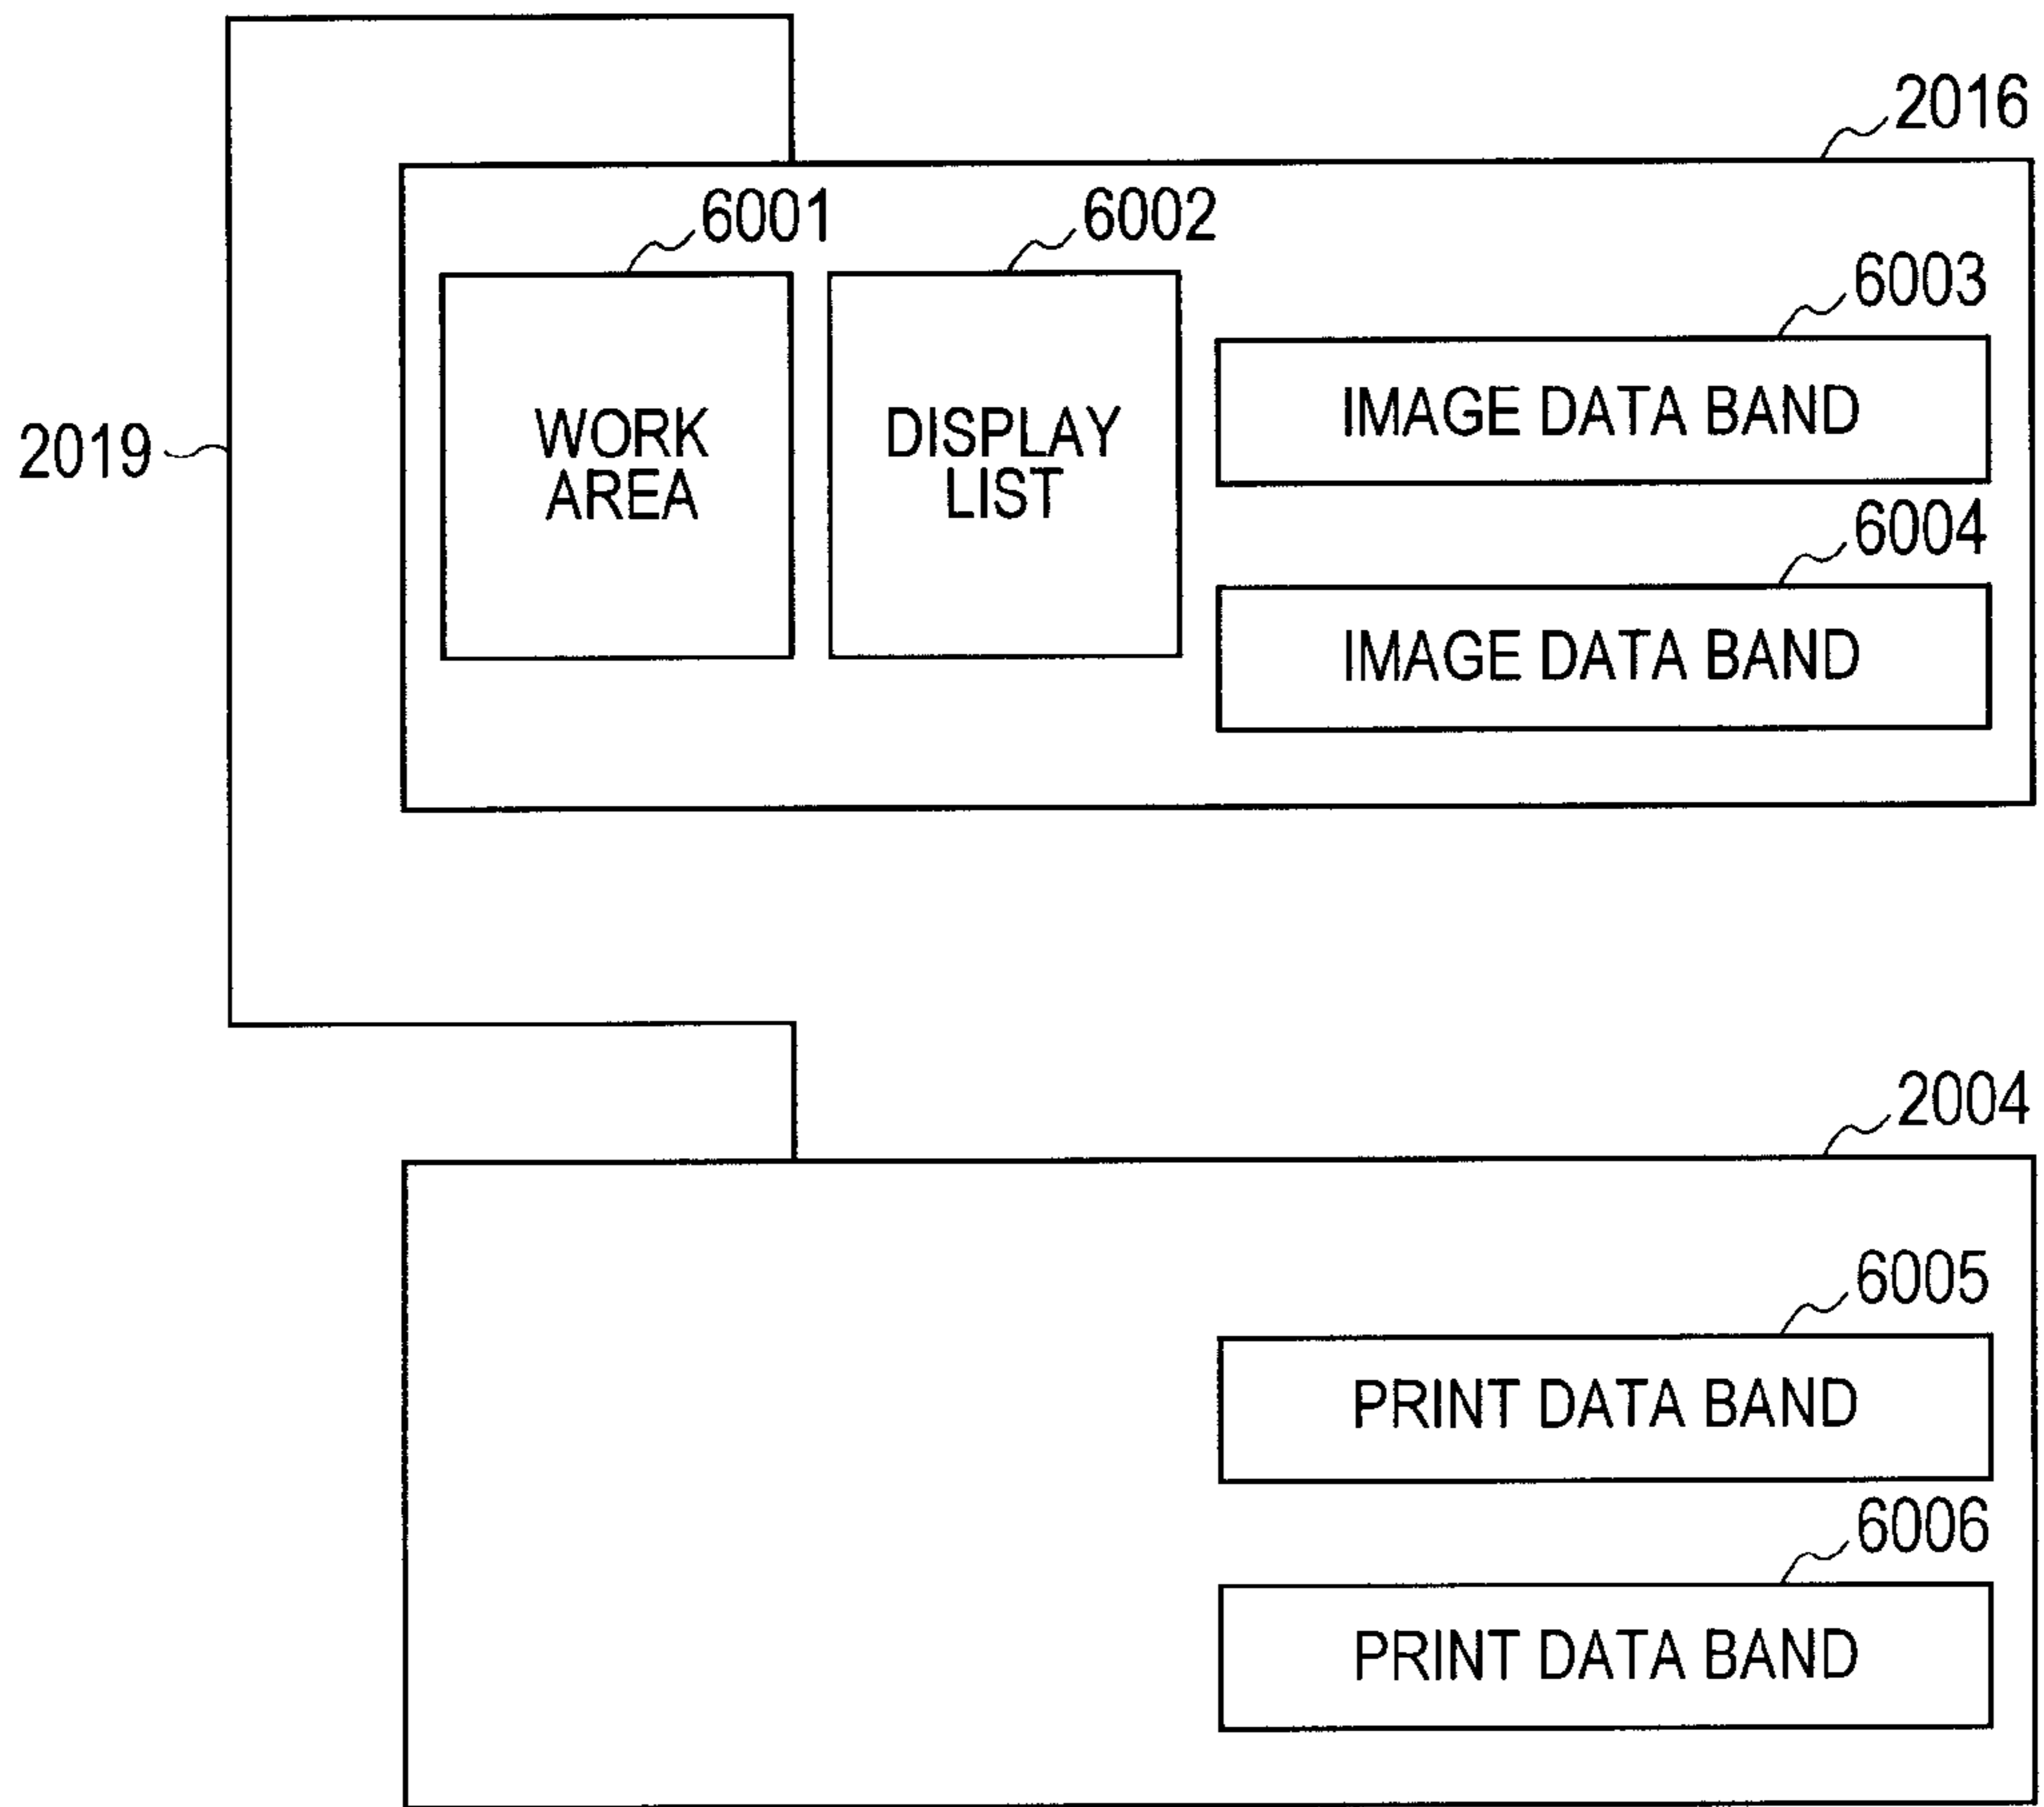 2016
6001
6002
6003
WORK
AREA
DISPLAY
LIST
IMAGE DATA BAND
2019
6004
IMAGE DATA BAND
2004
6005
PRINT DATA BAND
6006
PRINT DATA BAND